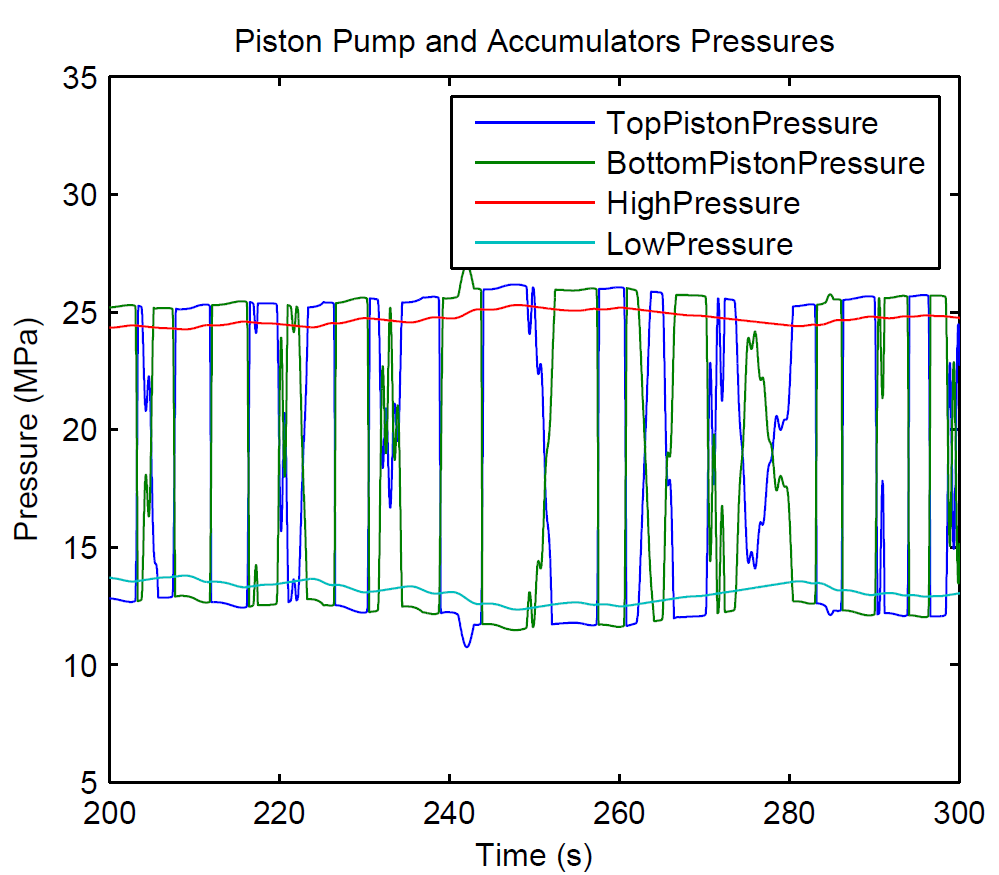 Piston Pump and Accumulators Pressures
35
30
25
20
15
10
5
Pressure (MPa)
TopPistonPressure
BottomPistonPressure
HighPressure
LowPressure
200
220
240
260
280
300
Time (s)